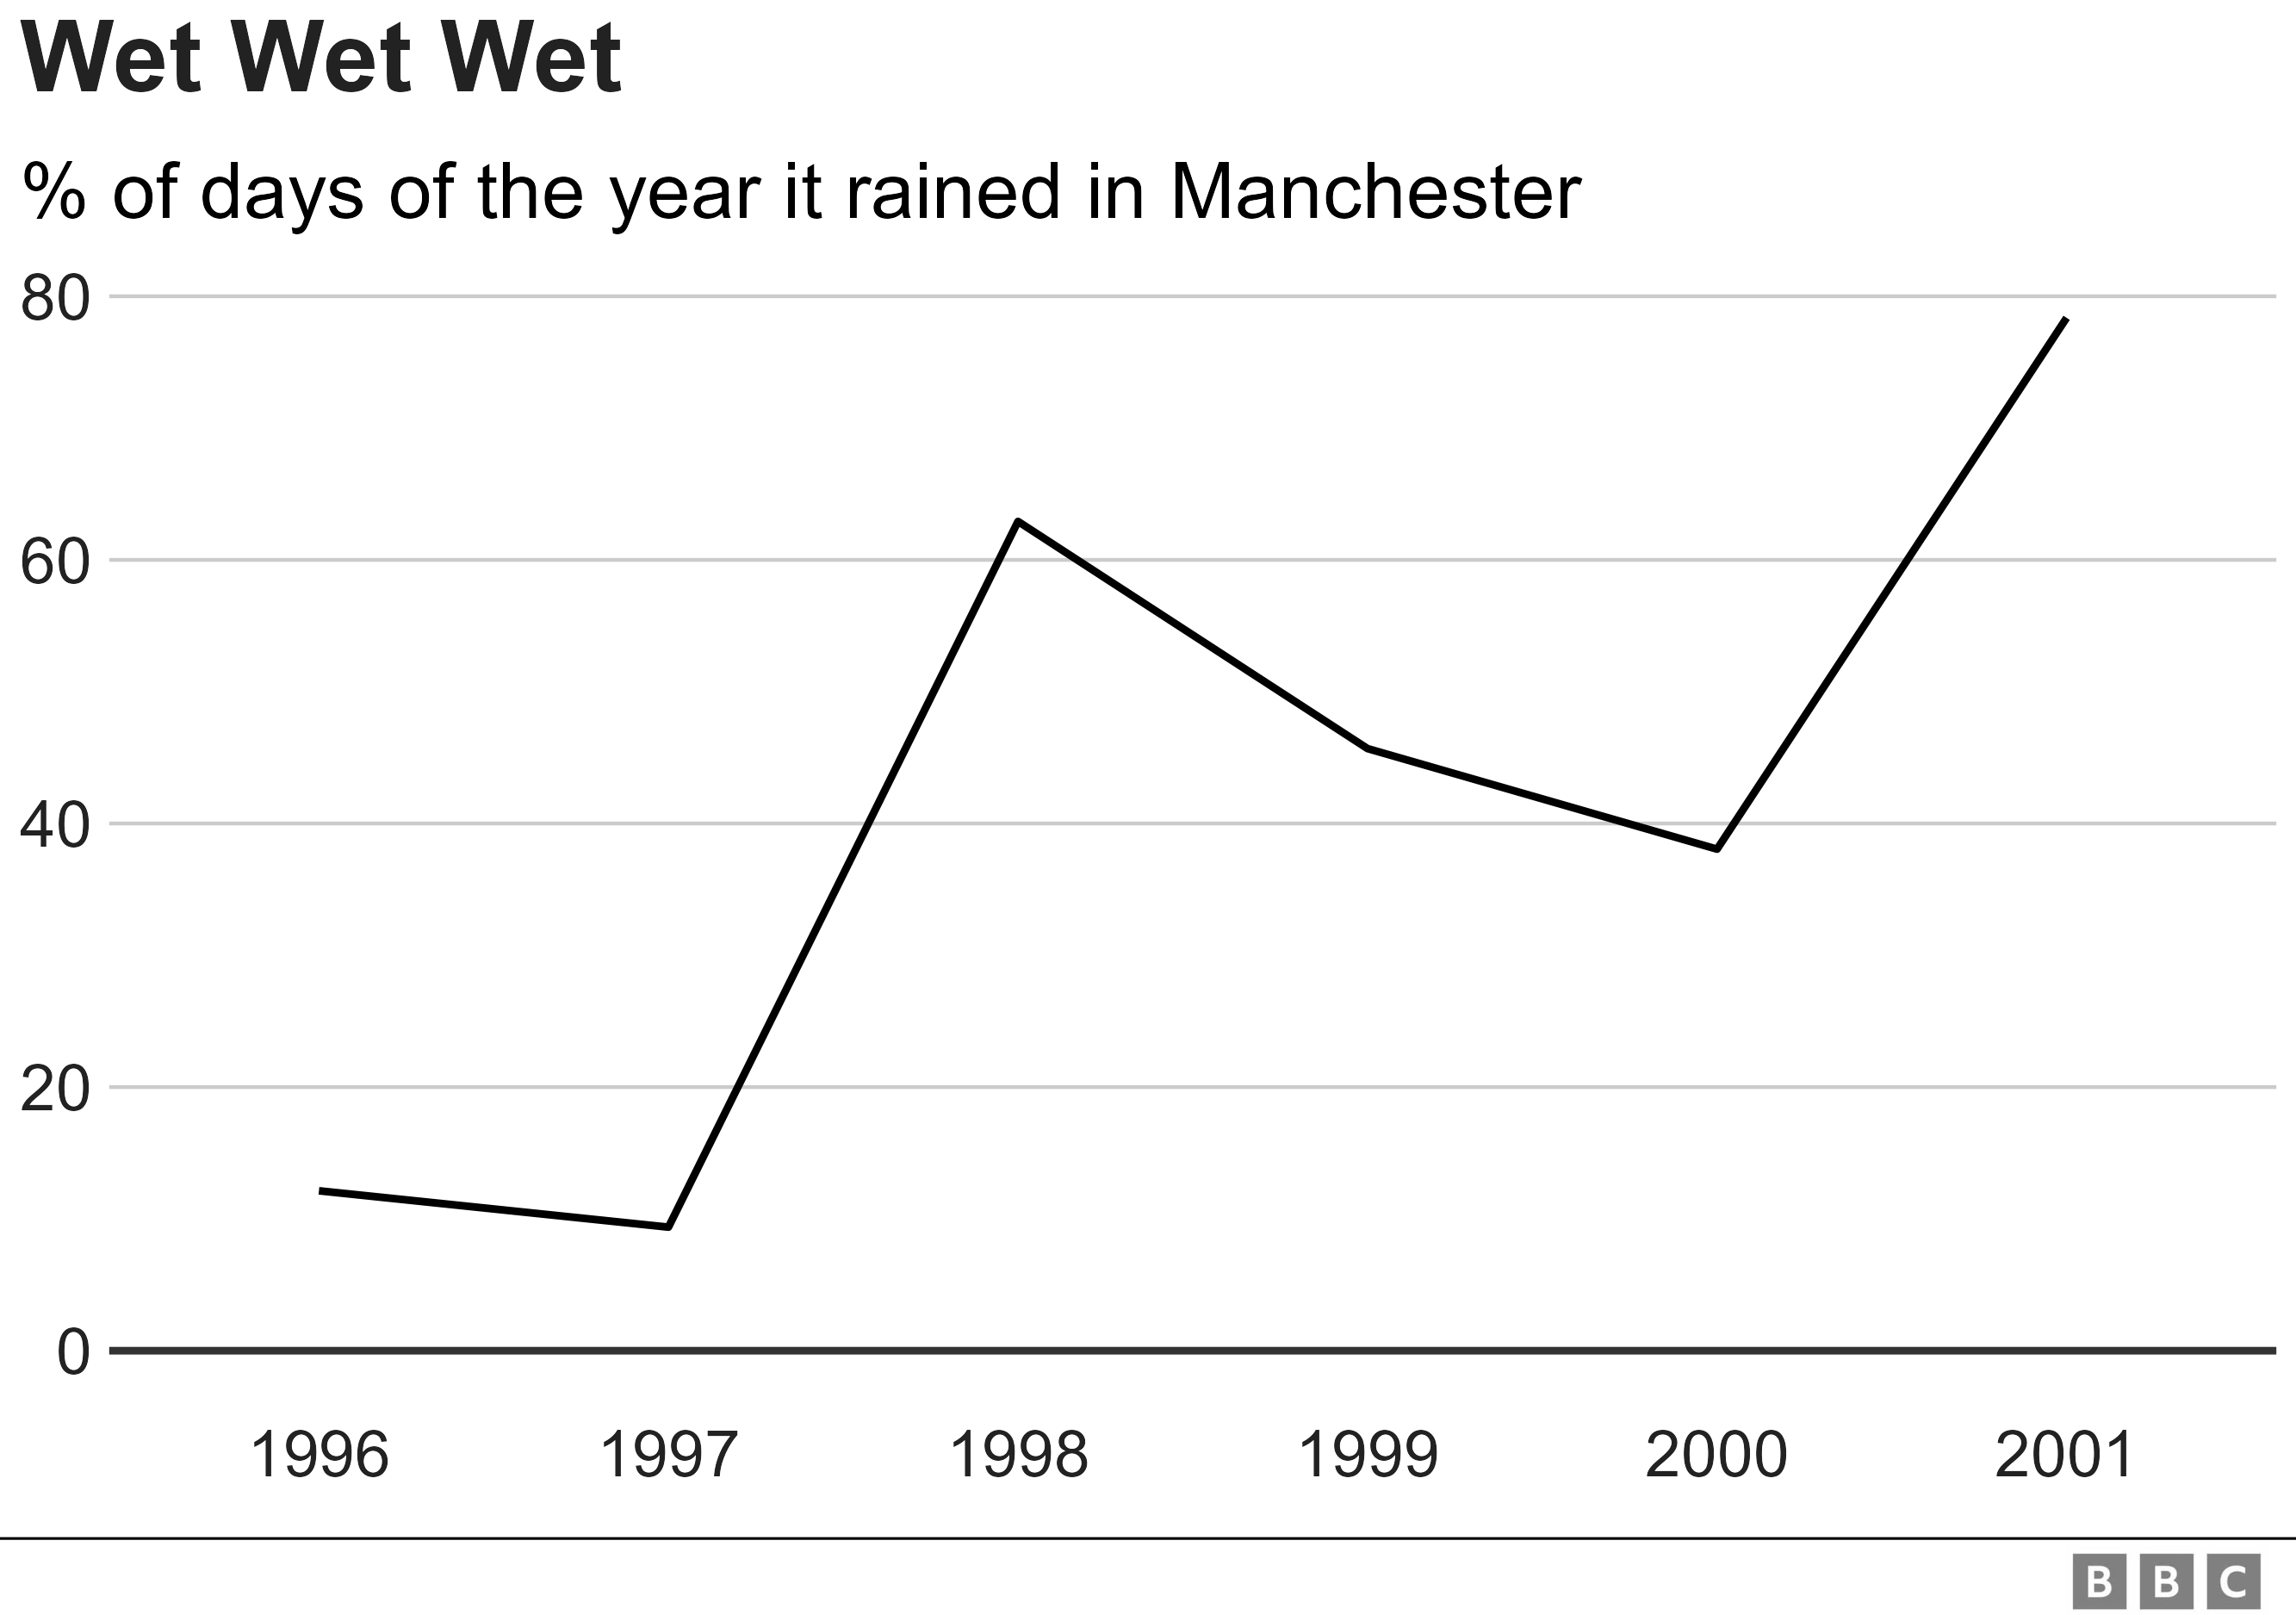 Wet Wet Wet
% of days of the year it rained in Manchester
80
60
40
20
0
1996 1997 1998 1999 2000 2001
BBC